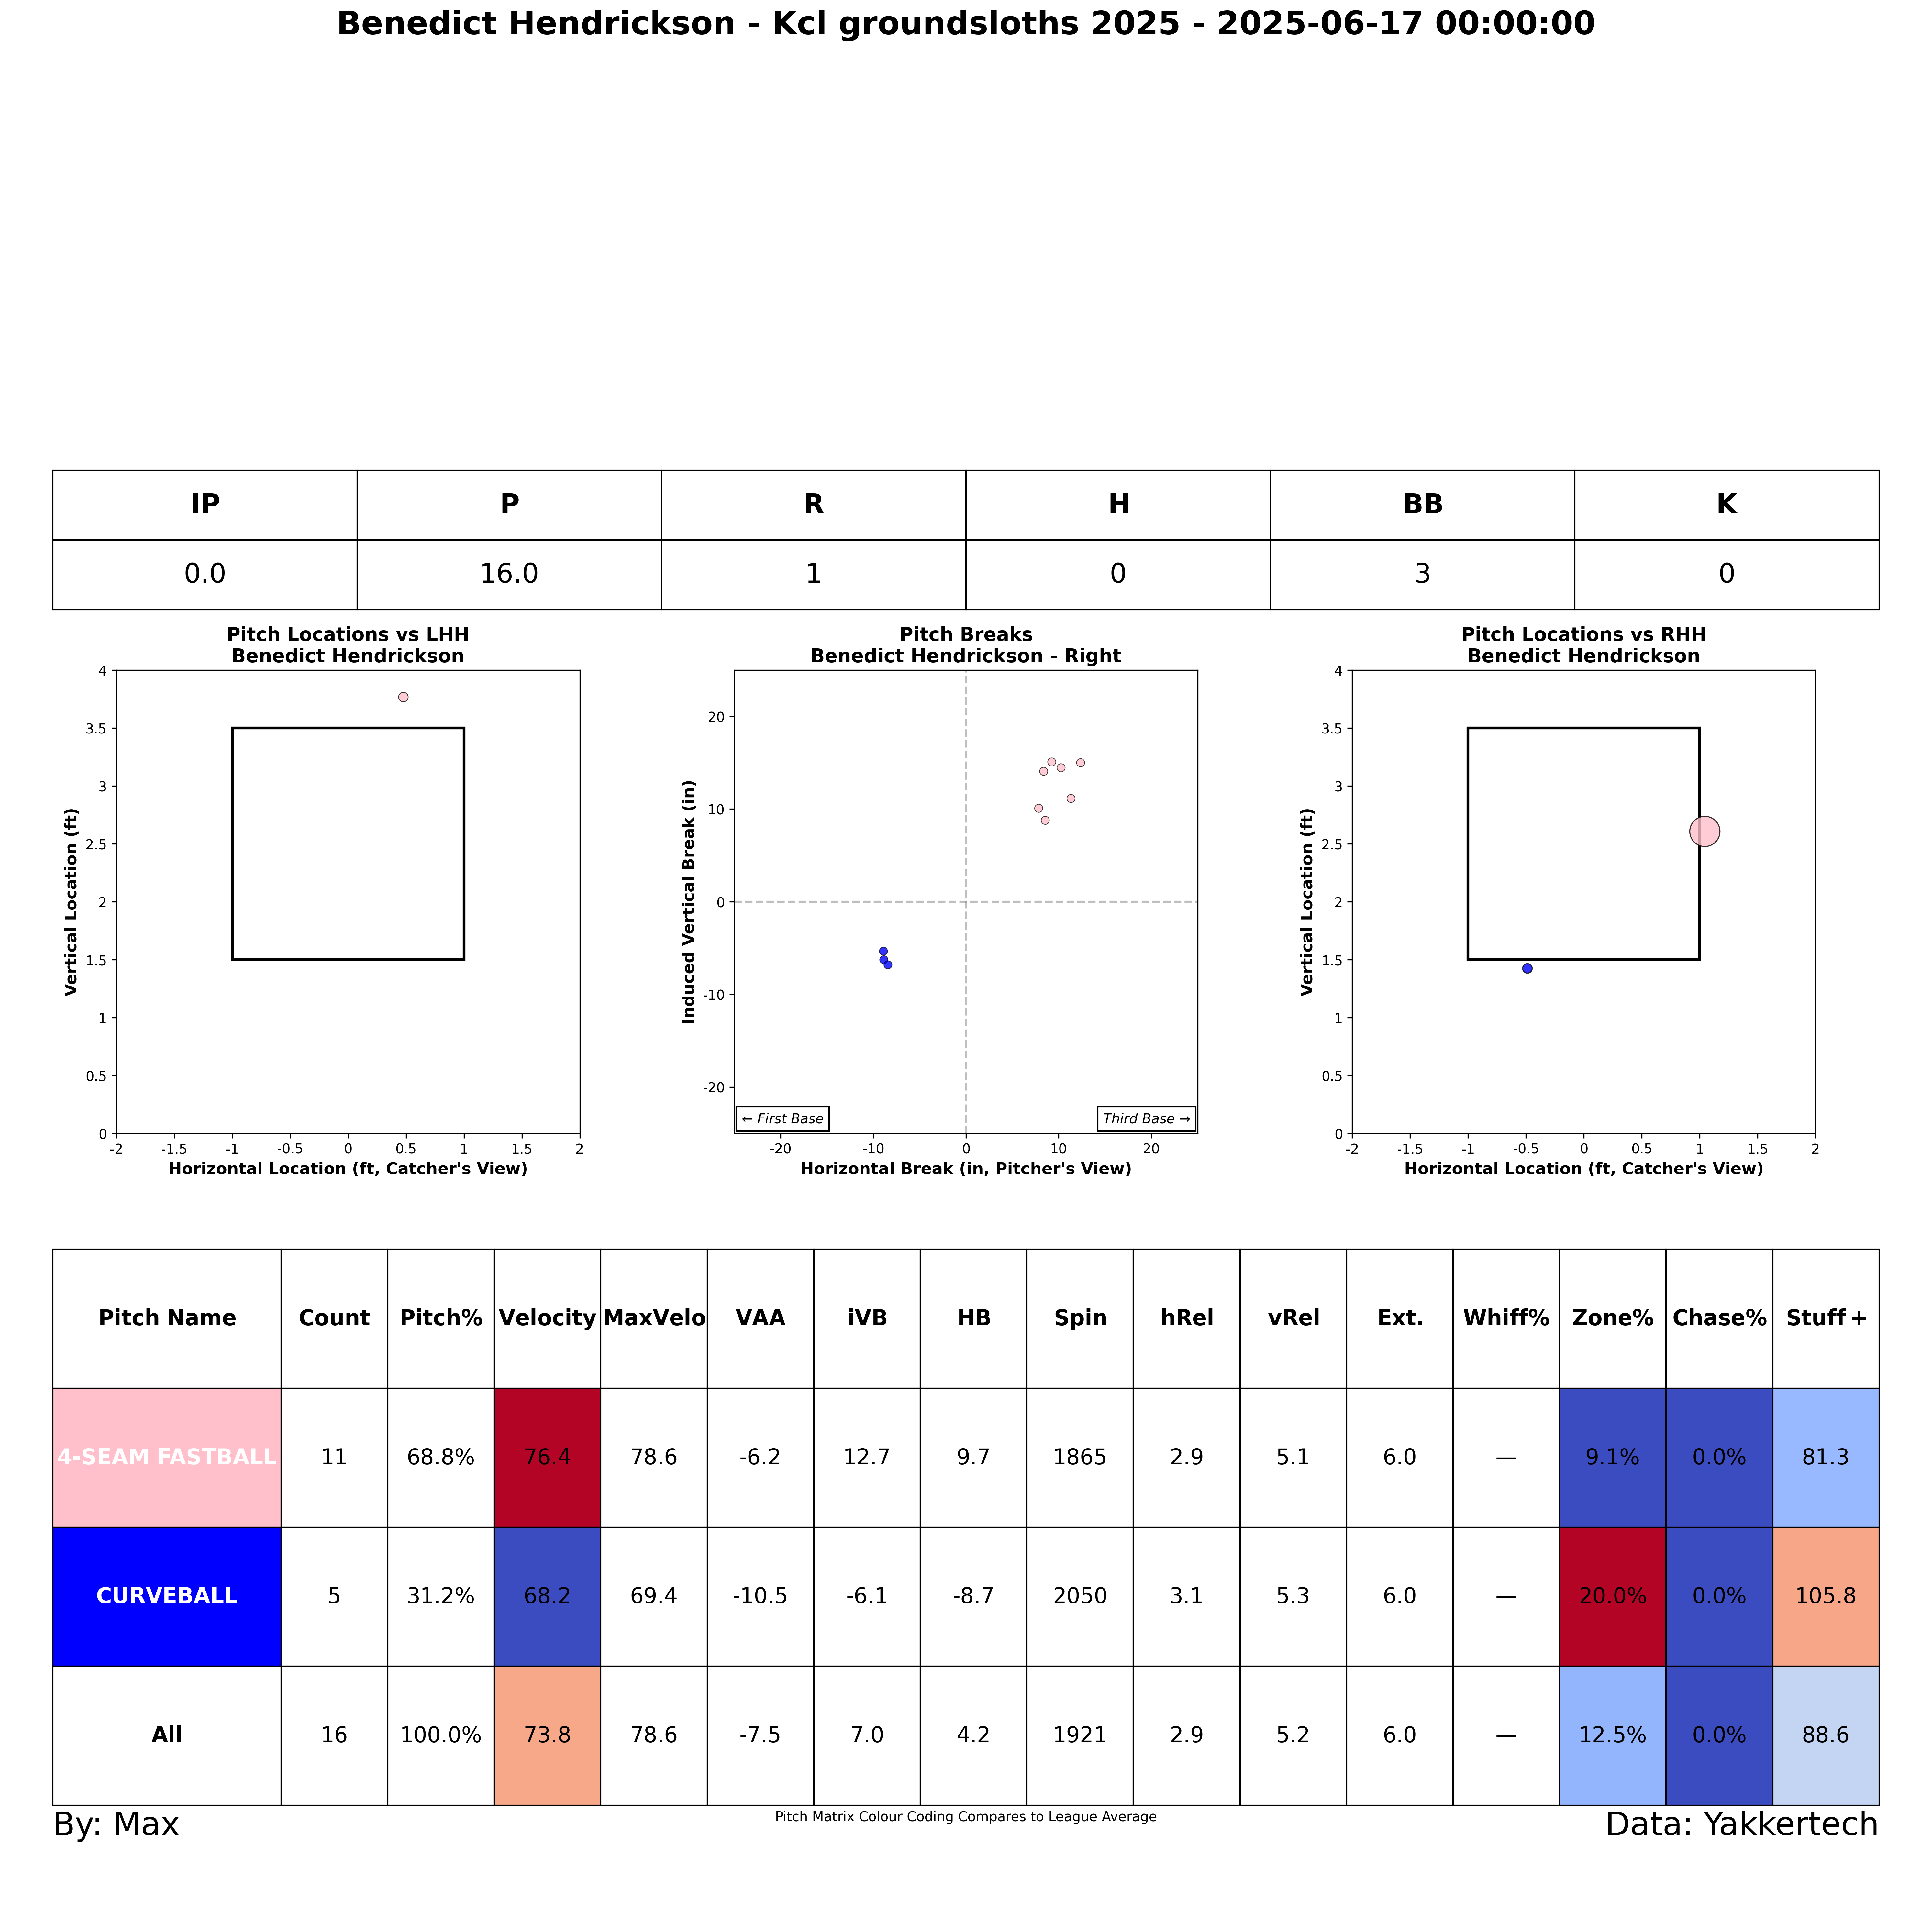 Benedict Hendrickson - Kcl groundsloths 2025 - 2025-06-17 00:00:00
IP P R H BB K
0.0 16.0 1 0 3 0
Pitch Locations vs LHH
Benedict Hendrickson
4
3.5
3
2.5
2
1.5
1
0.5
0
-2 -1.5 -1 -0.5 0 0.5 1 1.5 2
Vertical Location (ft)
Horizontal Location (ft, Catcher's View)
Pitch Breaks
Benedict Hendrickson - Right
20
10
0
-10
-20
-20 -10 0 10 20
Induced Vertical Break (in)
← First Base
Third Base →
Horizontal Break (in, Pitcher's View)
Pitch Locations vs RHH
Benedict Hendrickson
4
3.5
3
2.5
2
1.5
1
0.5
0
-2 -1.5 -1 -0.5 0 0.5 1 1.5 2
Vertical Location (ft)
Horizontal Location (ft, Catcher's View)
Pitch Name Count Pitch% Velocity MaxVelo VAA iVB HB Spin hRel vRel Ext. Whiff% Zone% Chase% Stuff+
4-SEAM FASTBALL 11 68.8% 76.4 78.6 -6.2 12.7 9.7 1865 2.9 5.1 6.0 — 9.1% 0.0% 81.3
CURVEBALL 5 31.2% 68.2 69.4 -10.5 -6.1 -8.7 2050 3.1 5.3 6.0 — 20.0% 0.0% 105.8
All 16 100.0% 73.8 78.6 -7.5 7.0 4.2 1921 2.9 5.2 6.0 — 12.5% 0.0% 88.6
By: Max
Pitch Matrix Colour Coding Compares to League Average
Data: Yakkertech